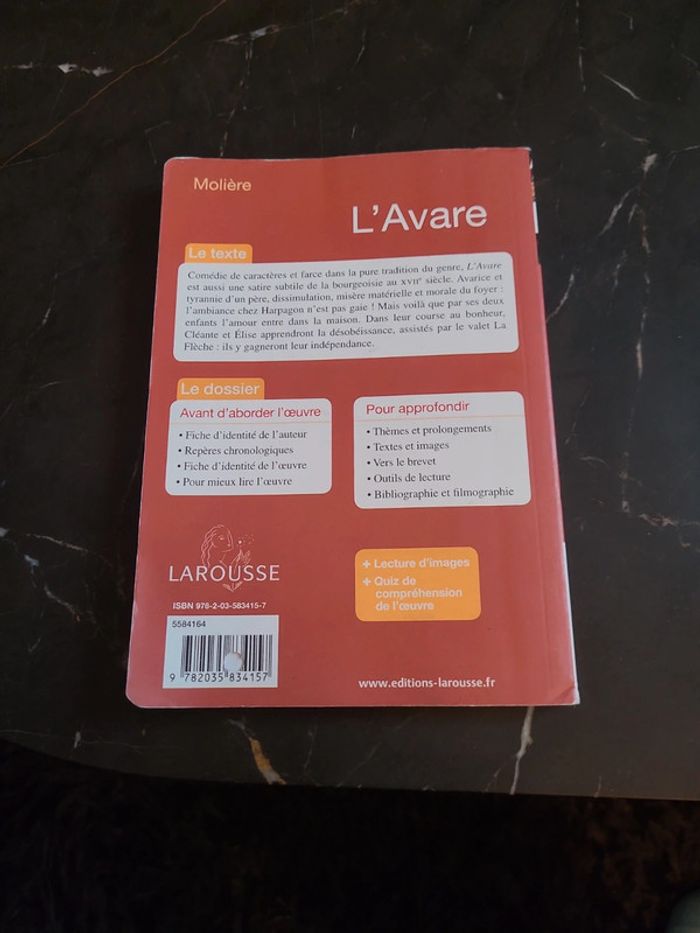 Molière
L'Avare
Le texte
Comédie de caractères et farce dans la pure tradition du genre, L'Avare
est aussi une satire subtile de la bourgeoisie au XVIIe siècle. Avarice et
tyrannie d'un père, dissimulation, misère matérielle et morale du foyer :
l'ambiance chez Harpagon n'est pas gaie ! Mais voilà que par ses deux
enfants l'amour entre dans la maison. Dans leur course au bonheur,
Cléante et Élise apprendront la désobéissance, assistés par le valet La
Flèche : ils y gagneront leur indépendance.
Le dossier
Avant d'aborder l'œuvre
• Fiche d'identité de l'auteur
• Repères chronologiques
• Fiche d'identité de l'œuvre
• Pour mieux lire l'œuvre
Pour approfondir
• Thèmes et prolongements
• Textes et images
• Vers le brevet
• Outils de lecture
• Bibliographie et filmographie
LAROUSSE
+ Lecture d'images
+ Quiz de
compréhension
de l'œuvre
ISBN 978-2-03-583415-7
5584164
9 782035 834157
www.editions-larousse.fr